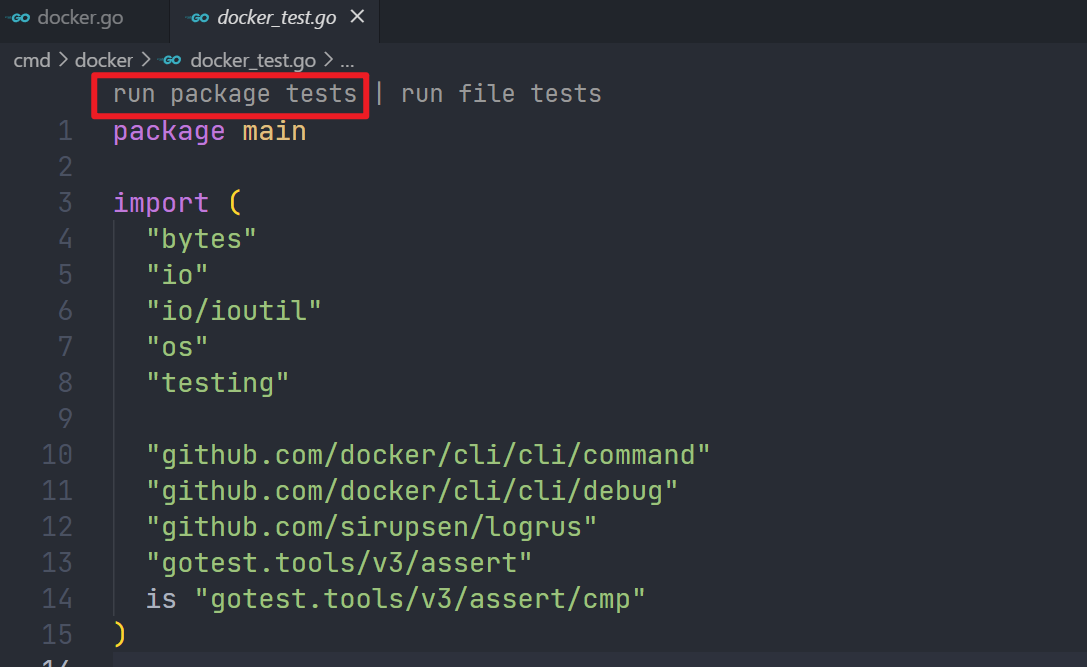 GO docker.go GO docker_test.go ×
cmd > docker > GO docker_test.go > ...
run package tests | run file tests
1 package main
2
3 import (
4 "bytes"
5 "io"
6 "io/ioutil"
7 "os"
8 "testing"
9
10 "github.com/docker/cli/cli/command"
11 "github.com/docker/cli/cli/debug"
12 "github.com/sirupsen/logrus"
13 "gotest.tools/v3/assert"
14 is "gotest.tools/v3/assert/cmp"
15 )